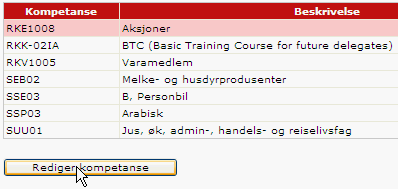 Kompetanse Beskrivelse
RKE1008 Aksjoner
RKK-02IA BTC (Basic Training Course for future delegates)
RKV1005 Varamedlem
SEB02 Melke- og husdyrprodusenter
SSE03 B, Personbil
SSP03 Arabisk
SUU01 Jus, øk, admin-, handels- og reiselivsfag
Rediger kompetanse